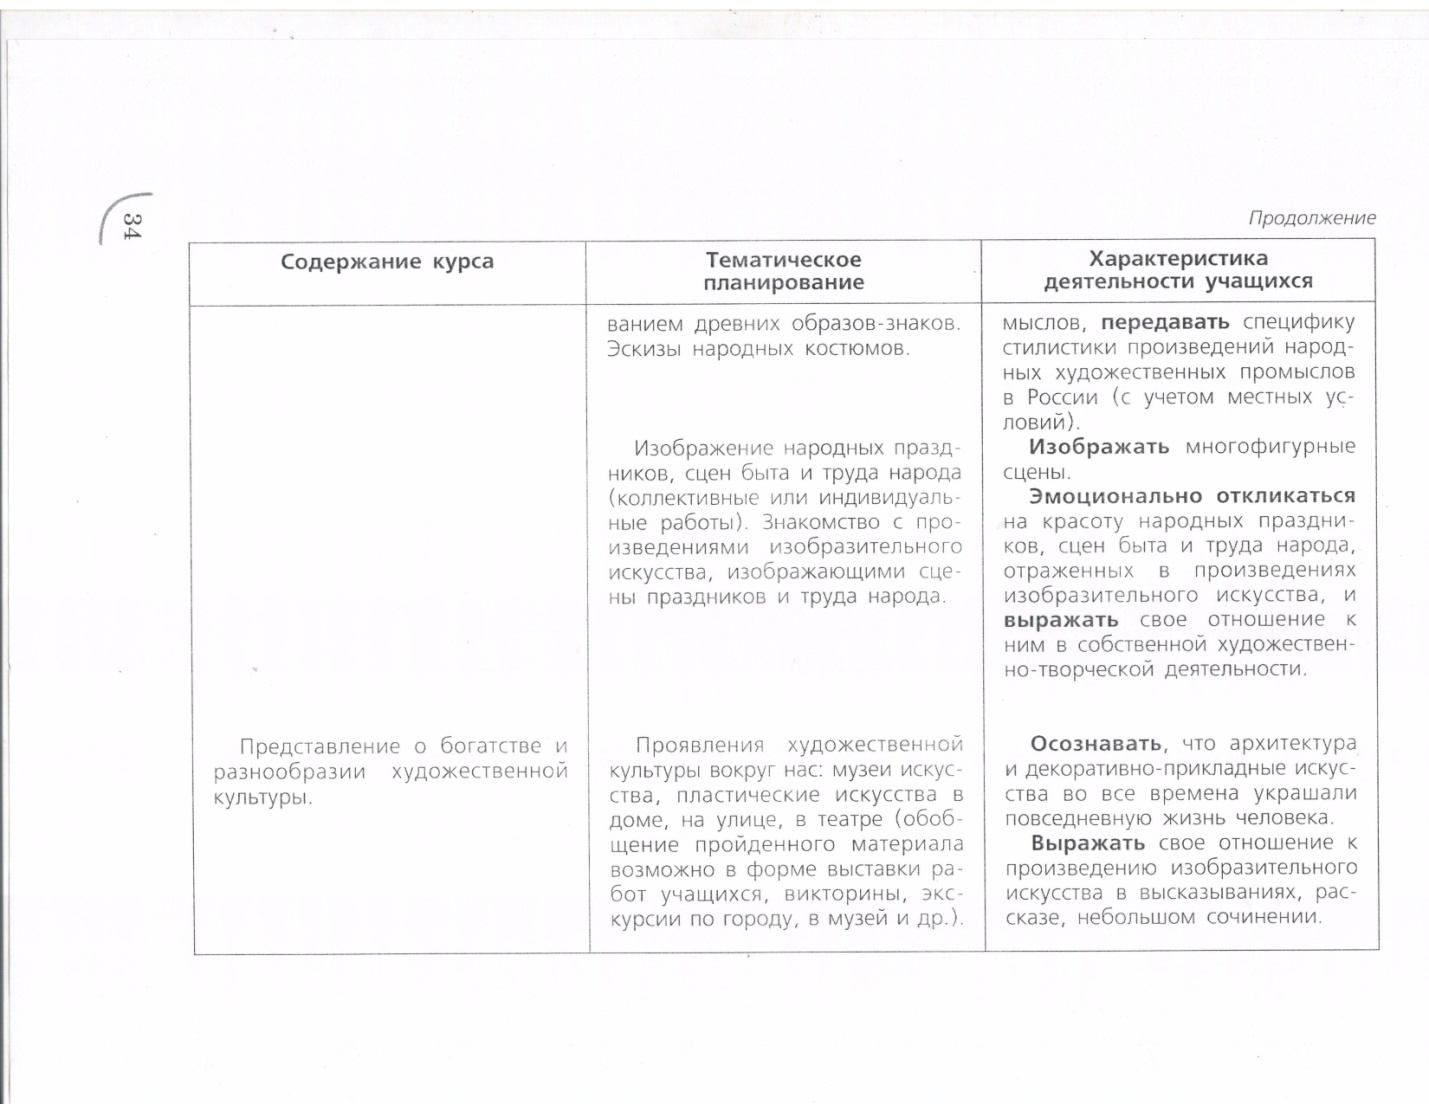 34
Продолжение
Содержание курса
Тематическое
планирование
Характеристика
деятельности учащихся
ванием древних образов-знаков.
Эскизы народных костюмов.
Изображение народных празд-
ников, сцен быта и труда народа
(коллективные или индивидуаль-
ные работы). Знакомство с про-
изведениями изобразительного
искусства, изображающими сце-
ны праздников и труда народа.
мыслов, передавать специфику
стилистики произведений народ-
ных художественных промыслов
в России (с учетом местных ус-
ловий).
Изображать многофигурные
сцены.
Эмоционально откликаться
на красоту народных праздни-
ков, сцен быта и труда народа,
отраженных в произведениях
изобразительного искусства, и
выражать свое отношение к
ним в собственной художествен-
но-творческой деятельности.
Представление о богатстве и
разнообразии художественной
культуры.
Проявления художественной
культуры вокруг нас: музеи искус-
ства, пластические искусства в
доме, на улице, в театре (обоб-
щение пройденного материала
возможно в форме выставки ра-
бот учащихся, викторины, экс-
курсии по городу, в музей и др.).
Осознавать, что архитектура
и декоративно-прикладные искус-
ства во все времена украшали
повседневную жизнь человека.
Выражать свое отношение к
произведению изобразительного
искусства в высказываниях, рас-
сказе, небольшом сочинении.